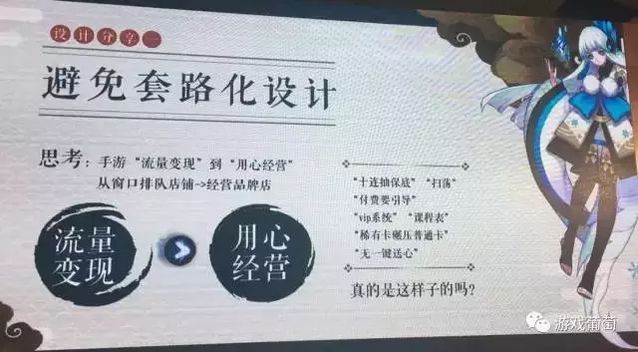 设计分享一
避免套路化设计
思考：手游“流量变现”到“用心经营”
从窗口排队店铺->经营品牌店
流量
变现
用心
经营
“十连抽保底” “扫荡”
“付费要引导”
“vip系统” “课程表”
“稀有卡碾压普通卡”
“无一键送心”
真的是这样子的吗？
游戏葡萄